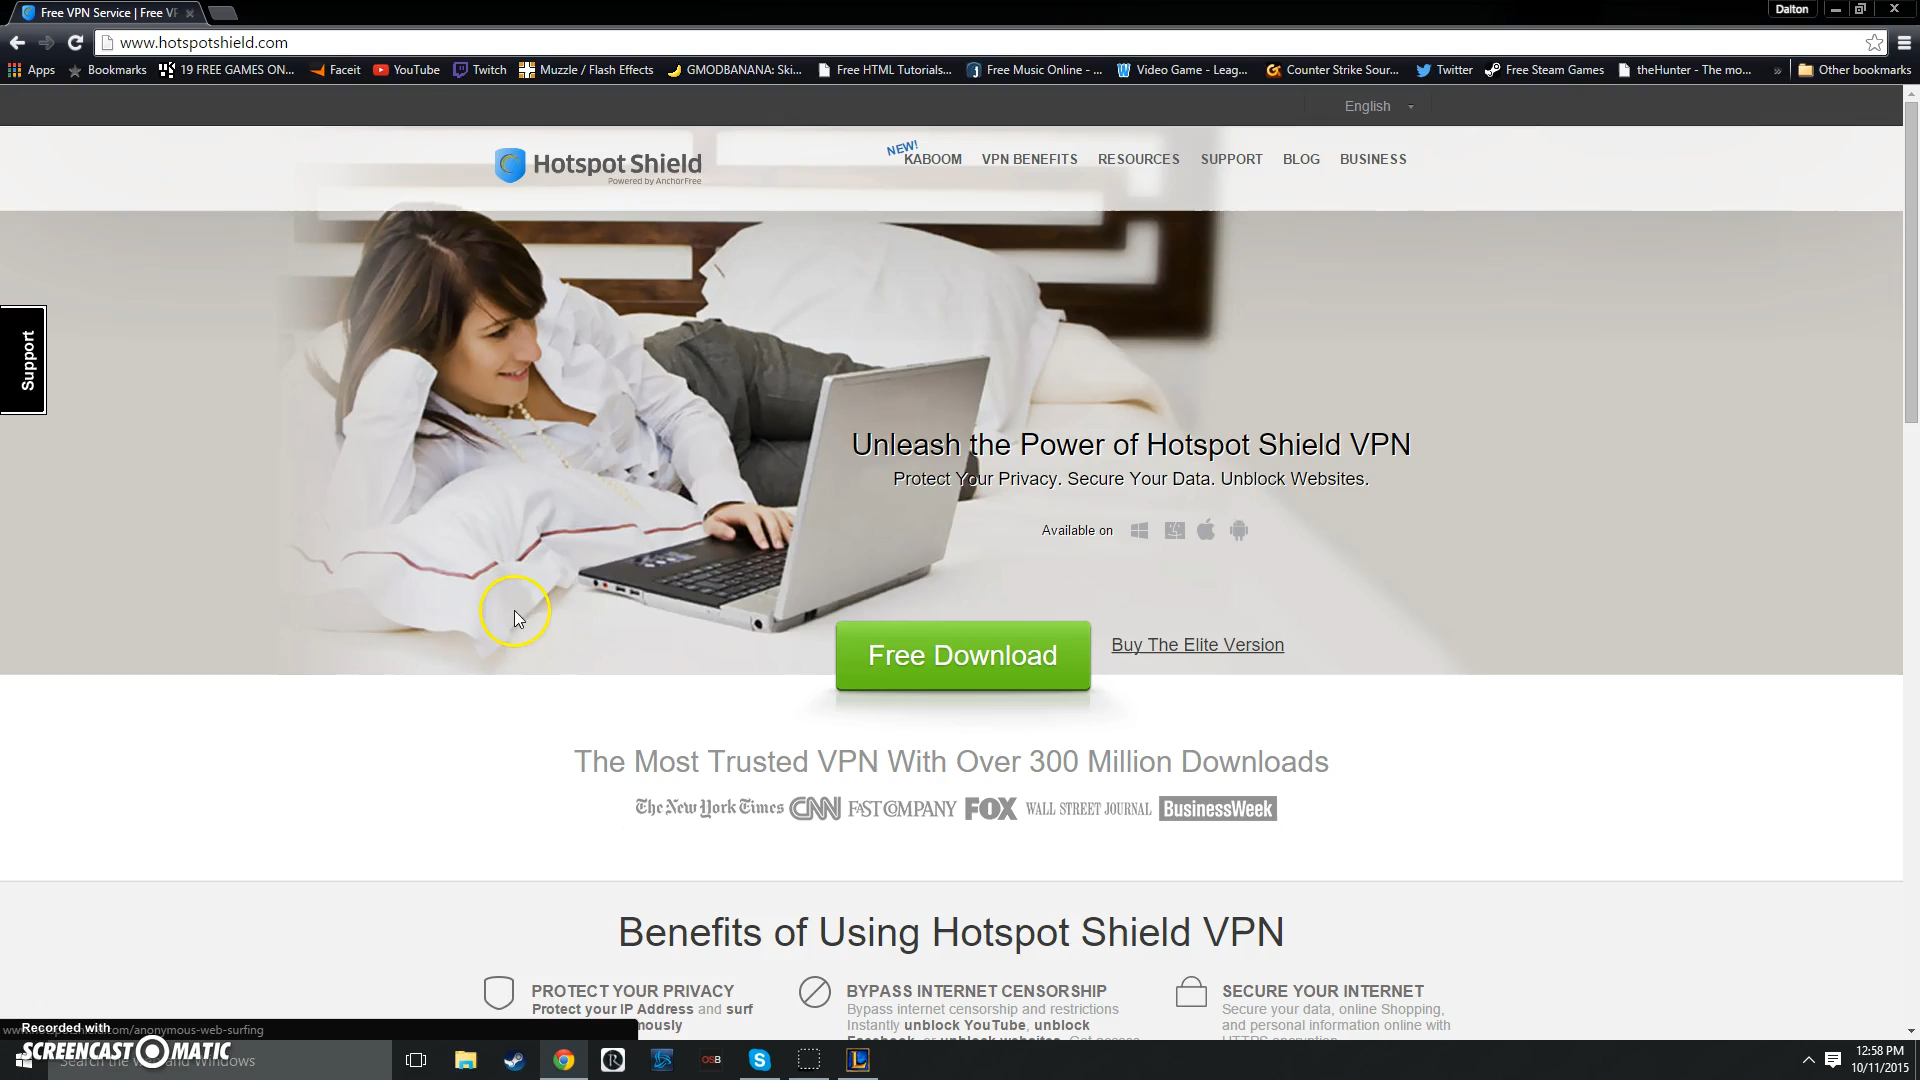 Free VPN Service | Free VP
Dalton
www.hotspotshield.com
Apps
Bookmarks
19 FREE GAMES ON...
Faceit
YouTube
Twitch
Muzzle / Flash Effects
GMODBANANA: Ski...
Free HTML Tutorials...
Free Music Online - ...
Video Game - Leag...
Counter Strike Sour...
Twitter
Free Steam Games
theHunter - The mo...
»
Other bookmarks
English
Hotspot Shield
Powered by AnchorFree
NEW!
KABOOM
VPN BENEFITS
RESOURCES
SUPPORT
BLOG
BUSINESS
Support
Unleash the Power of Hotspot Shield VPN
Protect Your Privacy. Secure Your Data. Unblock Websites.
Available on
Free Download
Buy The Elite Version
The Most Trusted VPN With Over 300 Million Downloads
The New York Times CNN FAST COMPANY FOX WALL STREET JOURNAL BusinessWeek
Benefits of Using Hotspot Shield VPN
PROTECT YOUR PRIVACY
Protect your IP Address and surf
BYPASS INTERNET CENSORSHIP
Bypass internet censorship and restrictions
Instantly unblock YouTube, unblock
SECURE YOUR INTERNET
Secure your data, online Shopping,
and personal information online with
HTTPS encryption.
Recorded with
SCREENCAST O MATIC
/anonymous-web-surfing
OSB
12:58 PM
10/11/2015